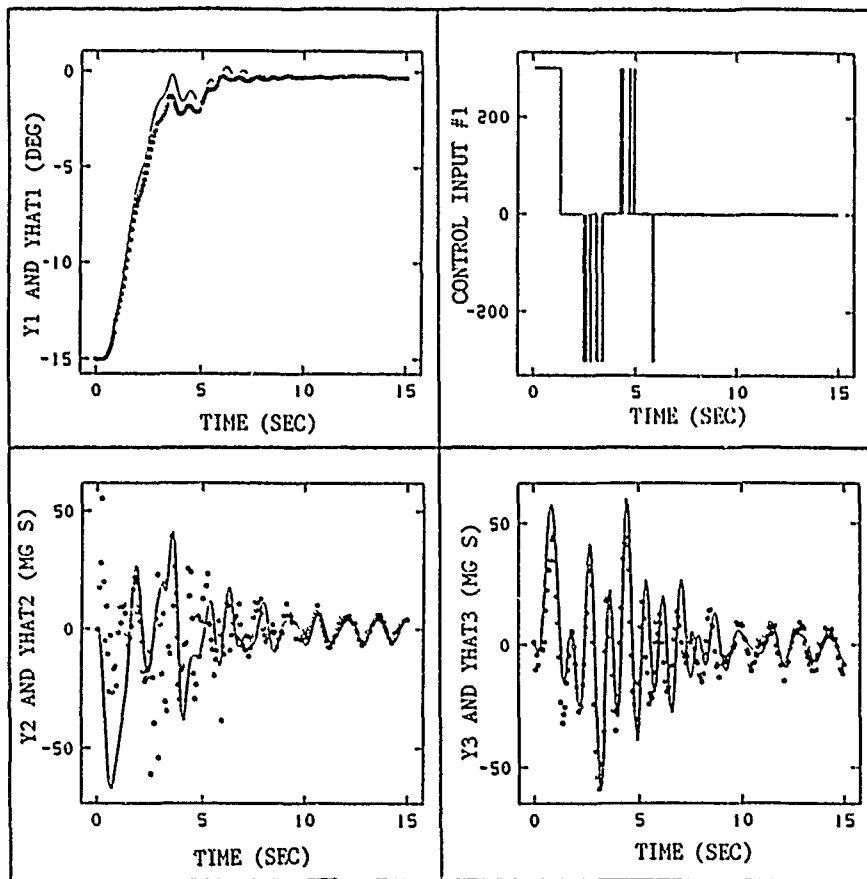 Y1 AND YHAT1 (DEG)
0
-5
-10
-15
0 5 10 15
TIME (SEC)
CONTROL INPUT #1
200
0
-200
0 5 10 15
TIME (SEC)
Y2 AND YHAT2 (MG S)
50
0
-50
0 5 10 15
TIME (SEC)
Y3 AND YHAT3 (MG S)
50
0
-50
0 5 10 15
TIME (SEC)